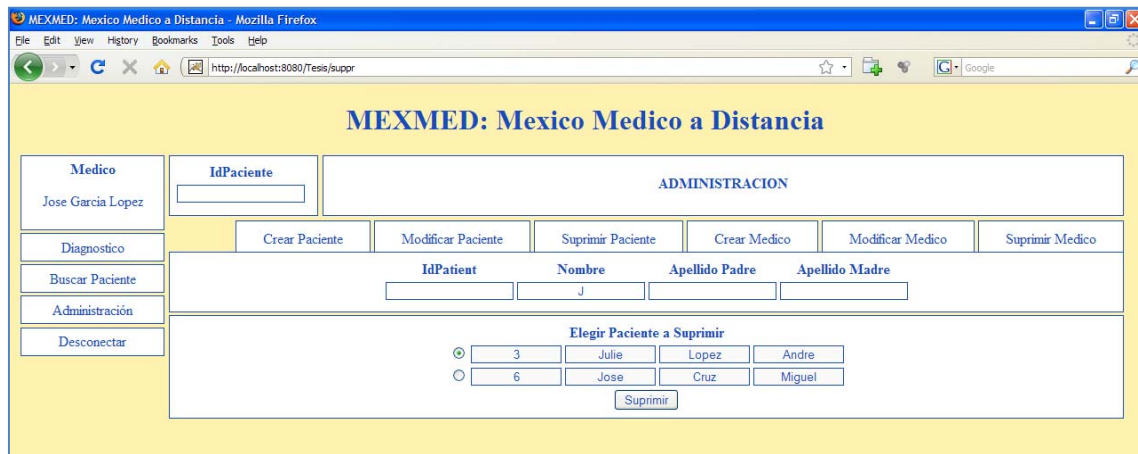 MEXMED: Mexico Medico a Distancia - Mozilla Firefox
File Edit View History Bookmarks Tools Help
http://localhost:8080/Tesis/suppr
G Google
MEXMED: Mexico Medico a Distancia
Medico
Jose Garcia Lopez
IdPaciente
ADMINISTRACION
Diagnostico
Buscar Paciente
Administración
Desconectar
Crear Paciente Modificar Paciente Suprimir Paciente Crear Medico Modificar Medico Suprimir Medico
IdPatient Nombre Apellido Padre Apellido Madre
J
Elegir Paciente a Suprimir
3 Julie Lopez Andre
6 Jose Cruz Miguel
Suprimir